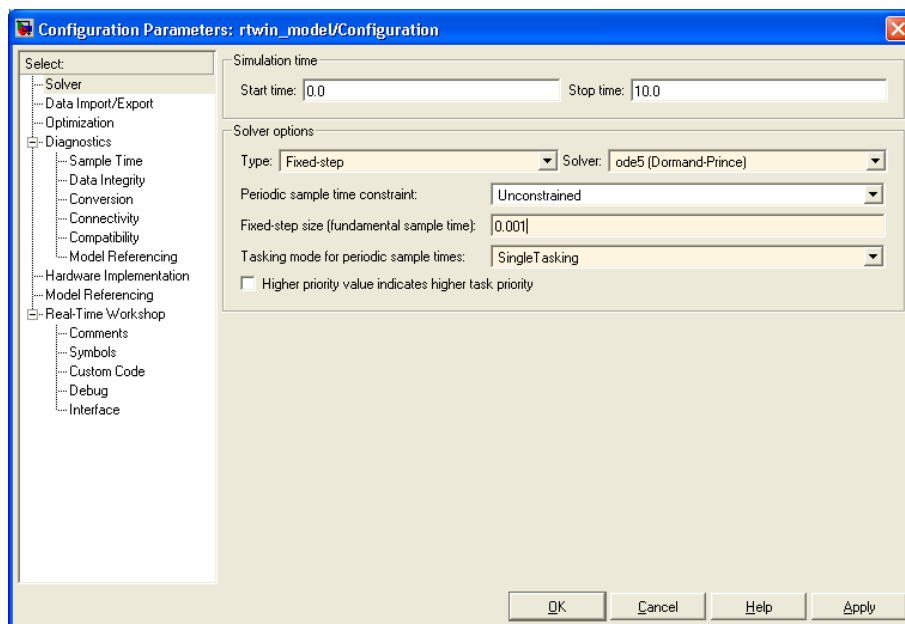 Configuration Parameters: rtwin_model/Configuration
Select:
Solver
Data Import/Export
Optimization
Diagnostics
Sample Time
Data Integrity
Conversion
Connectivity
Compatibility
Model Referencing
Hardware Implementation
Model Referencing
Real-Time Workshop
Comments
Symbols
Custom Code
Debug
Interface
Simulation time
Start time: 0.0 Stop time: 10.0
Solver options
Type: Fixed-step Solver: ode5 (Dormand-Prince)
Periodic sample time constraint: Unconstrained
Fixed-step size (fundamental sample time): 0.001
Tasking mode for periodic sample times: SingleTasking
Higher priority value indicates higher task priority
OK Cancel Help Apply